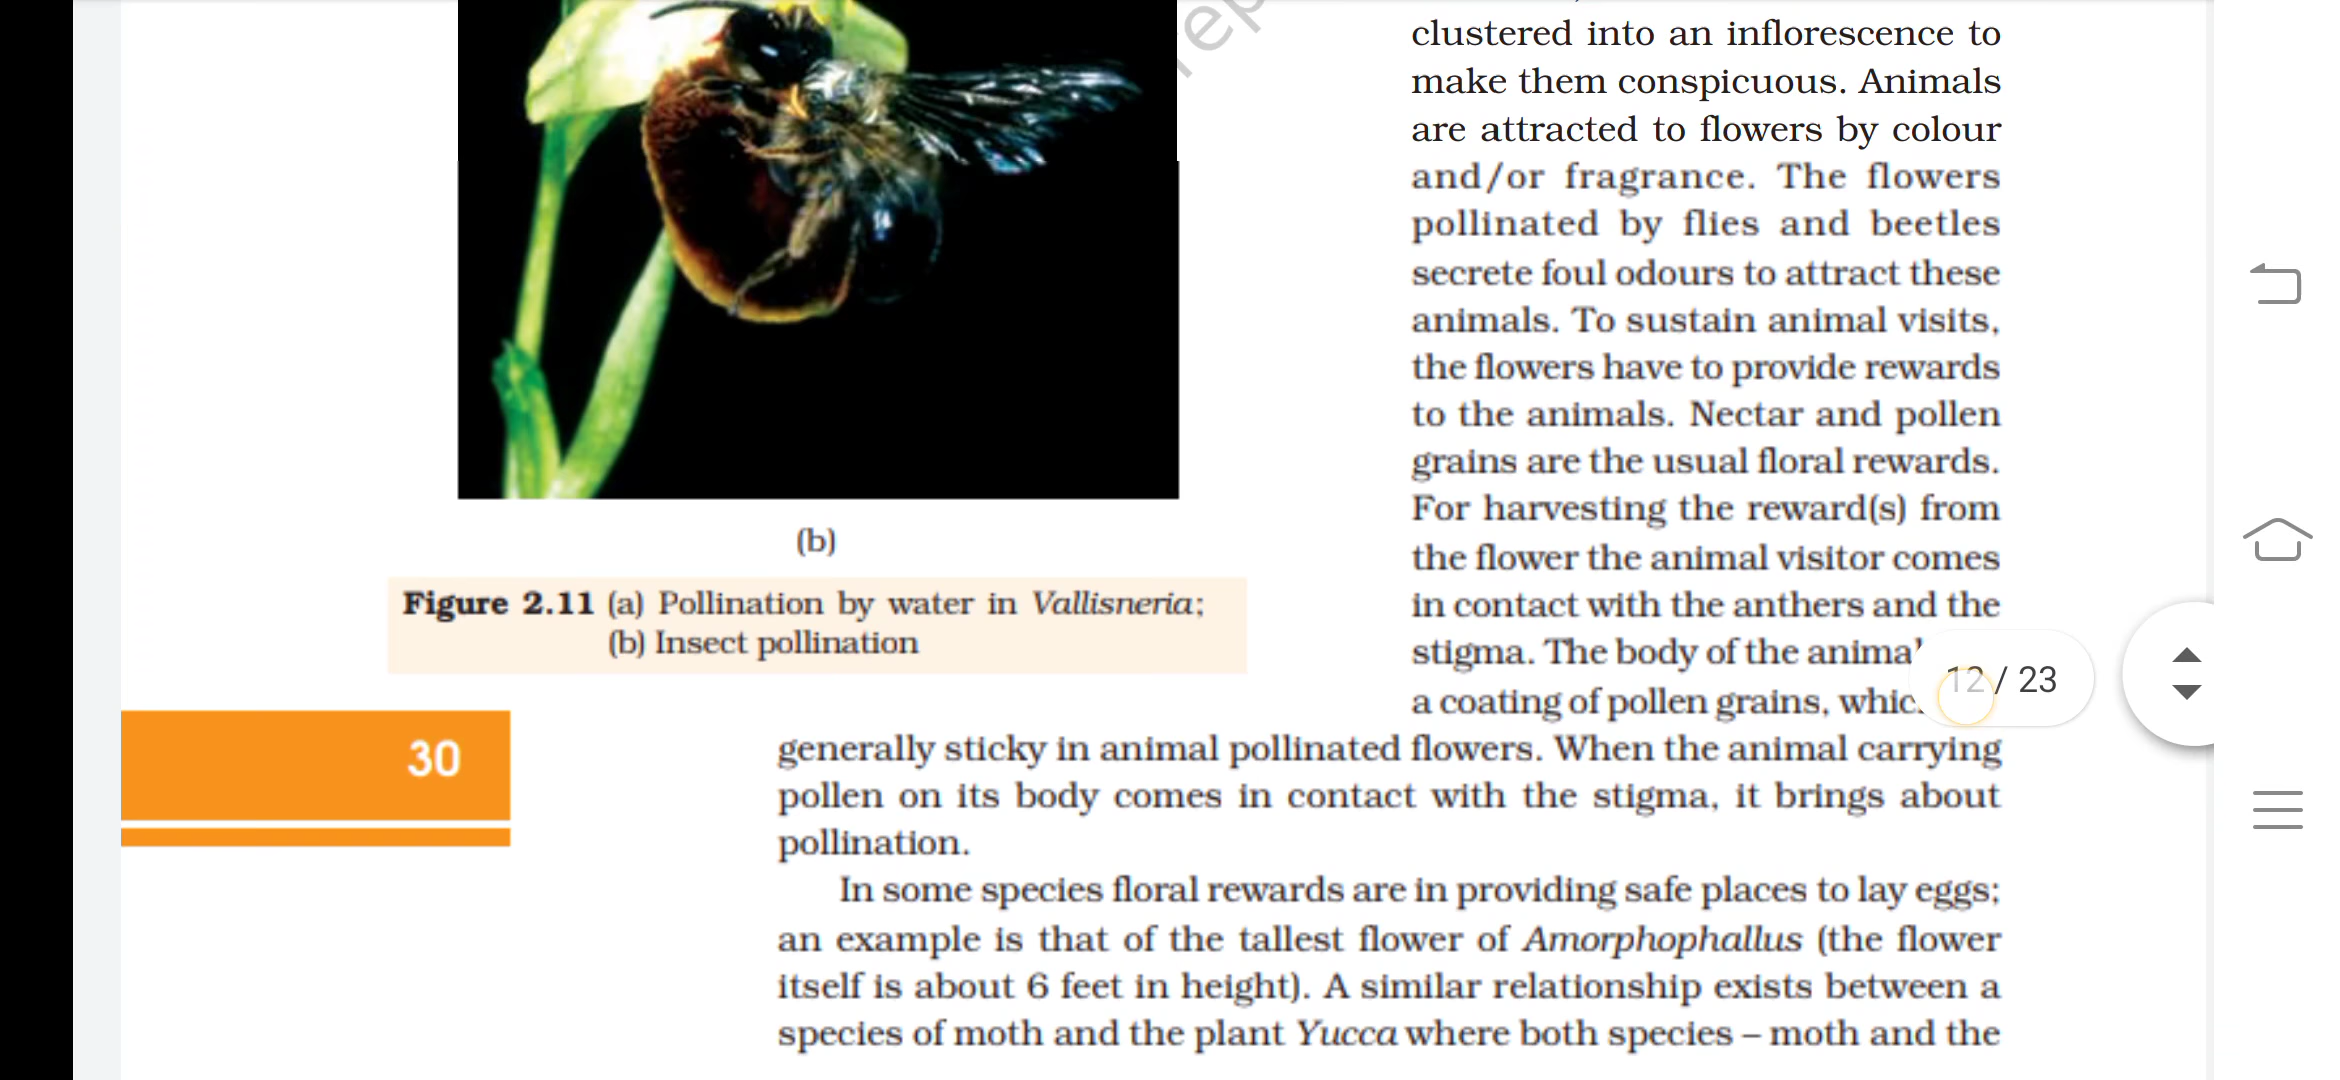 clustered into an inflorescence to
make them conspicuous. Animals
are attracted to flowers by colour
and/or fragrance. The flowers
pollinated by flies and beetles
secrete foul odours to attract these
animals. To sustain animal visits,
the flowers have to provide rewards
to the animals. Nectar and pollen
grains are the usual floral rewards.
For harvesting the reward(s) from
the flower the animal visitor comes
in contact with the anthers and the
stigma. The body of the
a coating of pollen grains,
generally sticky in animal pollinated flowers. When the animal carrying
pollen on its body comes in contact with the stigma, it brings about
pollination.
In some species floral rewards are in providing safe places to lay eggs;
an example is that of the tallest flower of Amorphophallus (the flower
itself is about 6 feet in height). A similar relationship exists between a
species of moth and the plant Yucca where both species – moth and the
(b)
Figure 2.11 (a) Pollination by water in Vallisneria;
(b) Insect pollination
30
12 / 23